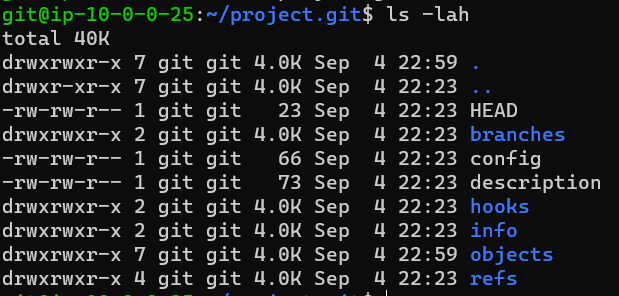 git@ip-10-0-0-25:~/project.git$ ls -lah
total 40K
drwxrwxr-x 7 git git 4.0K Sep  4 22:59 .
drwxr-xr-x 7 git git 4.0K Sep  4 22:23 ..
-rw-rw-r-- 1 git git   23 Sep  4 22:23 HEAD
drwxrwxr-x 2 git git 4.0K Sep  4 22:23 branches
-rw-rw-r-- 1 git git   66 Sep  4 22:23 config
-rw-rw-r-- 1 git git   73 Sep  4 22:23 description
drwxrwxr-x 2 git git 4.0K Sep  4 22:23 hooks
drwxrwxr-x 2 git git 4.0K Sep  4 22:23 info
drwxrwxr-x 7 git git 4.0K Sep  4 22:59 objects
drwxrwxr-x 4 git git 4.0K Sep  4 22:23 refs